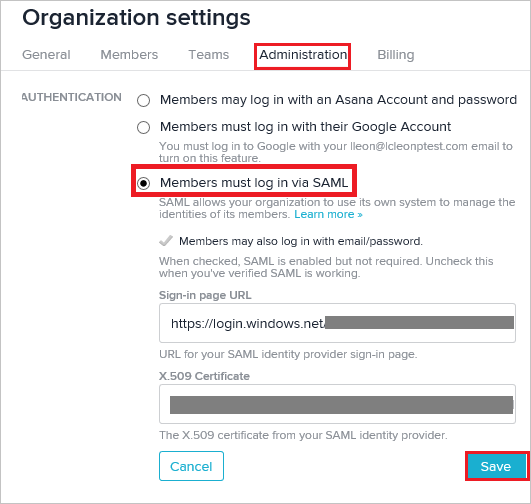 Organization settings
General Members Teams Administration Billing
AUTHENTICATION Members may log in with an Asana Account and password
Members must log in with their Google Account
You must log in to Google with your lleon@lcleonptest.com email to
turn on this feature.
Members must log in via SAML
SAML allows your organization to use its own system to manage the
identities of its members. Learn more »
Members may also log in with email/password.
When checked, SAML is enabled but not required. Uncheck this
when you've verified SAML is working.
Sign-in page URL
https://login.windows.net/
URL for your SAML identity provider sign-in page.
X.509 Certificate
The X.509 certificate from your SAML identity provider.
Cancel Save